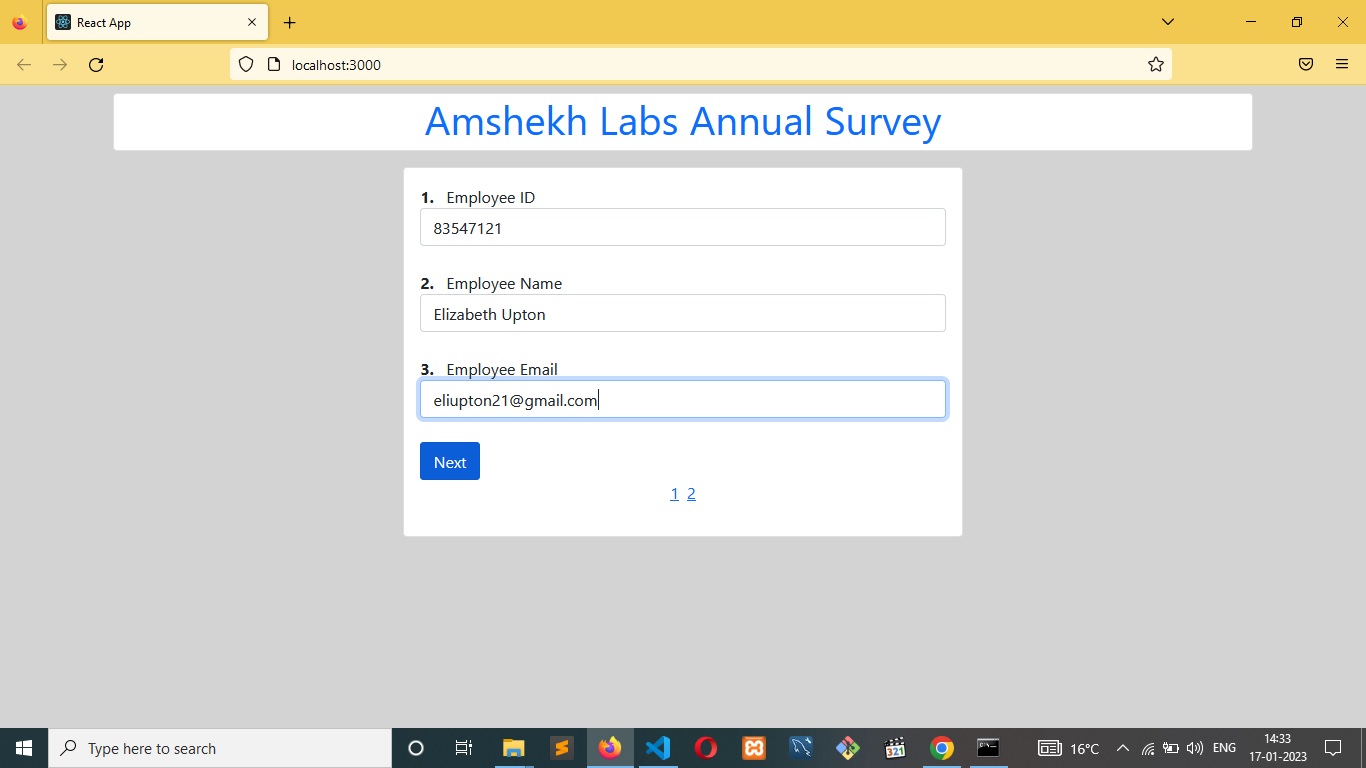 React App
localhost:3000
Amshekh Labs Annual Survey
1. Employee ID
83547121
2. Employee Name
Elizabeth Upton
3. Employee Email
eliupton21@gmail.com
Next
1 2
Type here to search
321
16°C
ENG
14:33
17-01-2023